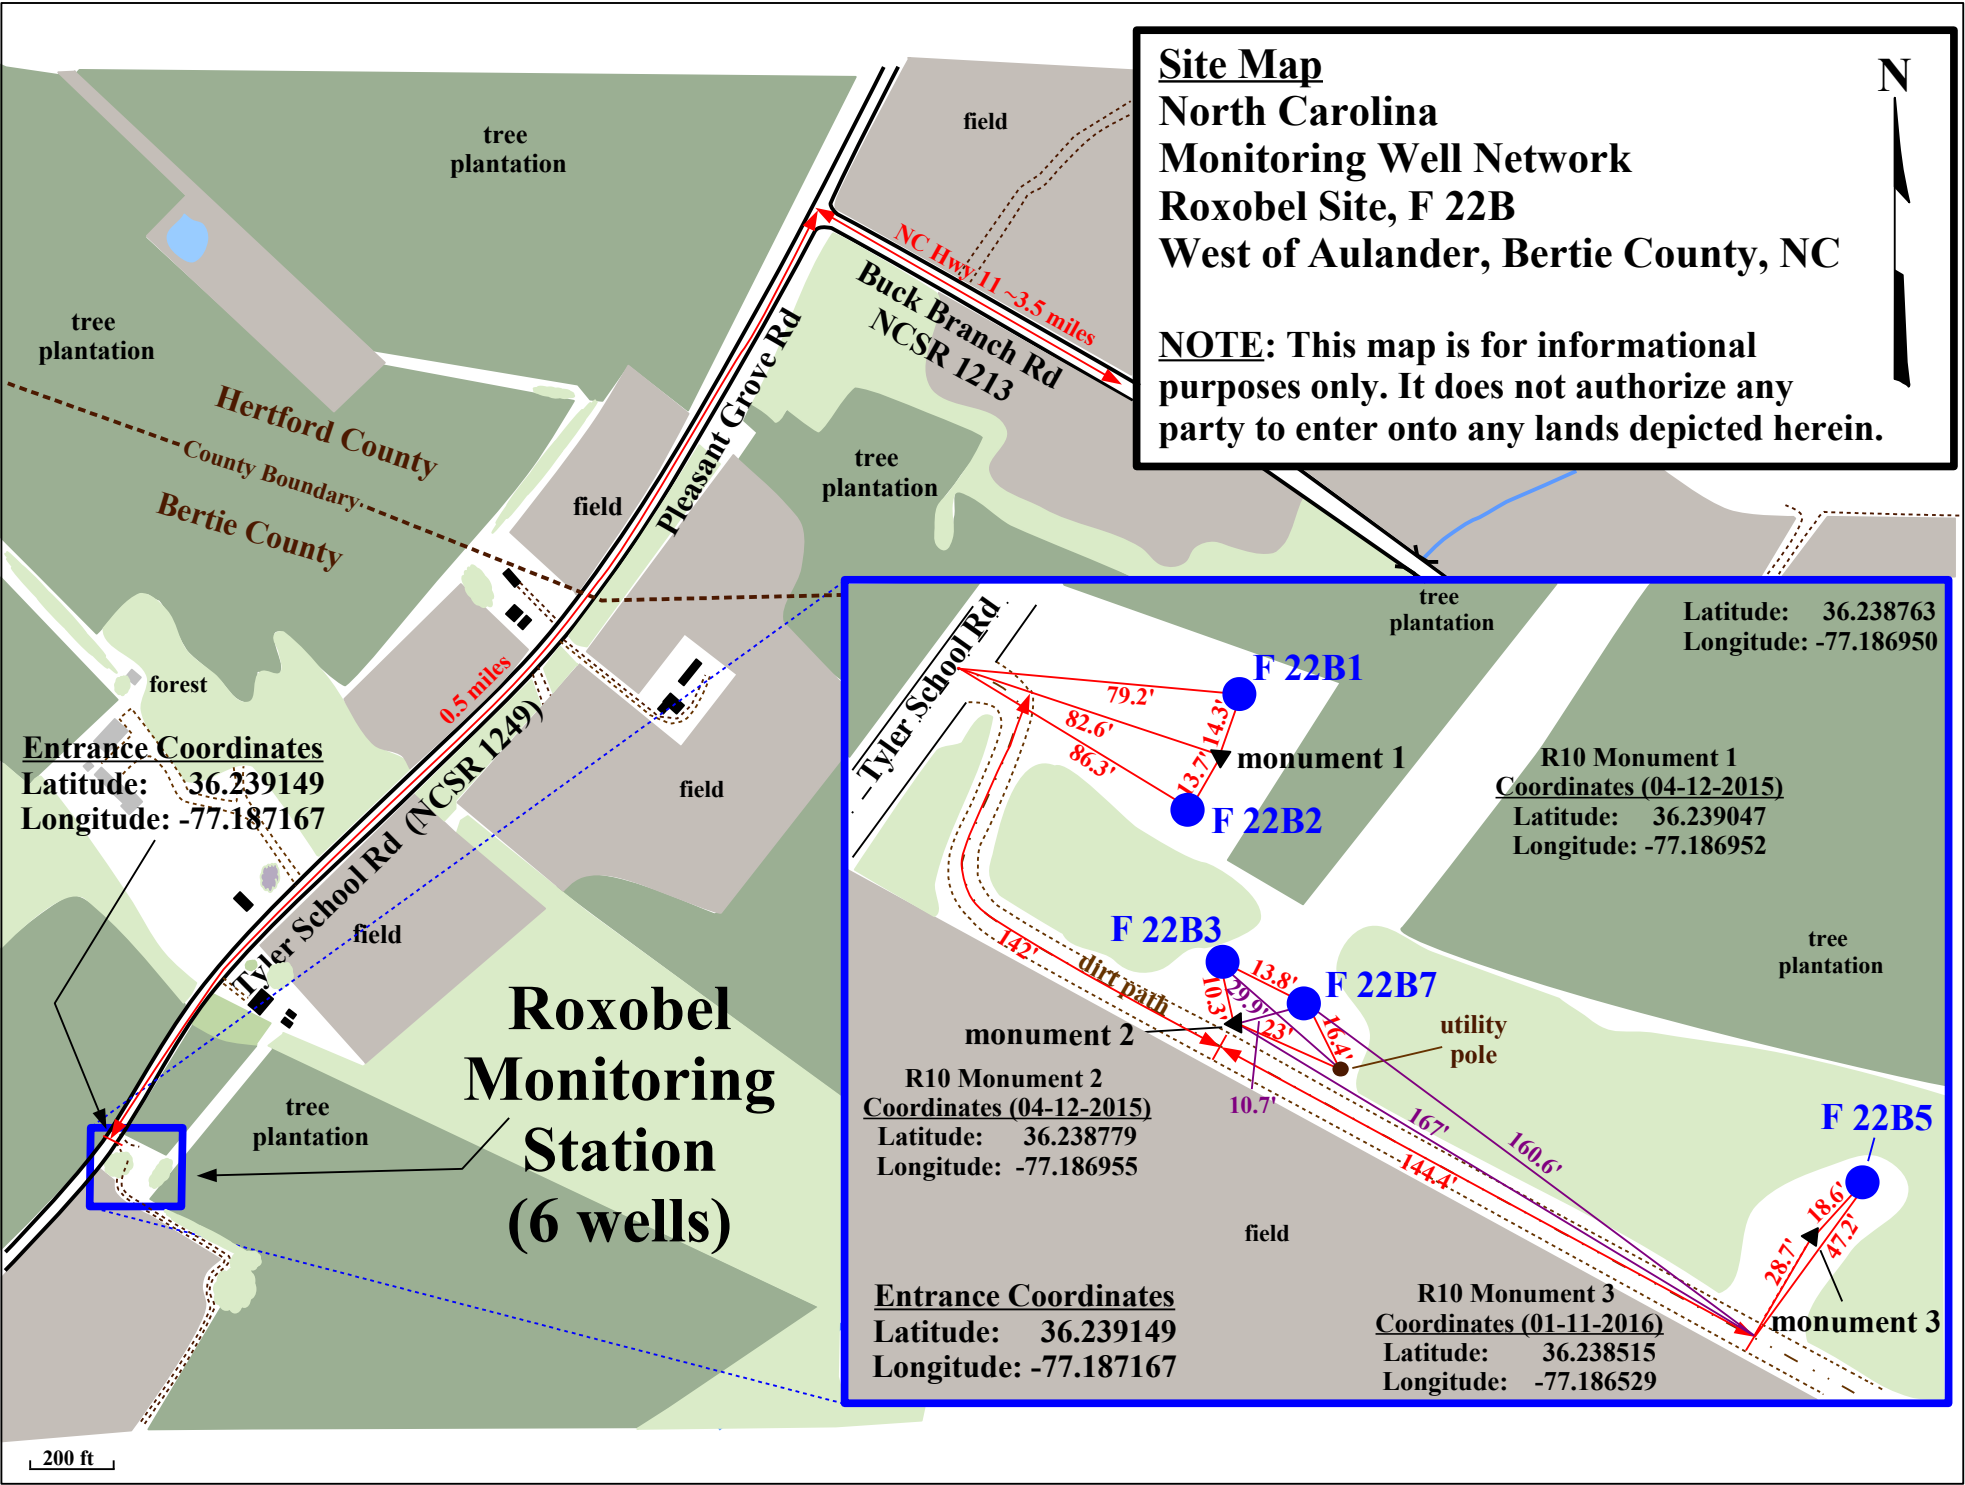 Site Map
North Carolina
Monitoring Well Network
Roxobel Site, F 22B
West of Aulander, Bertie County, NC
NOTE: This map is for informational
purposes only. It does not authorize any
party to enter onto any lands depicted herein.
N
field
tree
plantation
tree
plantation
NC Hwy 11 ~3.5 miles
Buck Branch Rd
NCSR 1213
Pleasant Grove Rd
Hertford County
County Boundary
Bertie County
field
tree
plantation
forest
0.5 miles
Tyler School Rd (NCSR 1249)
field
field
Entrance Coordinates
Latitude: 36.239149
Longitude: -77.187167
Roxobel
Monitoring
Station
(6 wells)
tree
plantation
200 ft
Tyler School Rd
tree
plantation
Latitude: 36.238763
Longitude: -77.186950
F 22B1
79.2'
82.6'
86.3'
14.3'
13.7'
monument 1
F 22B2
R10 Monument 1
Coordinates (04-12-2015)
Latitude: 36.239047
Longitude: -77.186952
tree
plantation
F 22B3
13.8'
F 22B7
142'
dirt path
10.3'
29.9'
23'
16.4'
monument 2
utility
pole
10.7'
R10 Monument 2
Coordinates (04-12-2015)
Latitude: 36.238779
Longitude: -77.186955
167'
160.6'
144.4'
F 22B5
18.6'
47.2'
28.7'
monument 3
field
Entrance Coordinates
Latitude: 36.239149
Longitude: -77.187167
R10 Monument 3
Coordinates (01-11-2016)
Latitude: 36.238515
Longitude: -77.186529